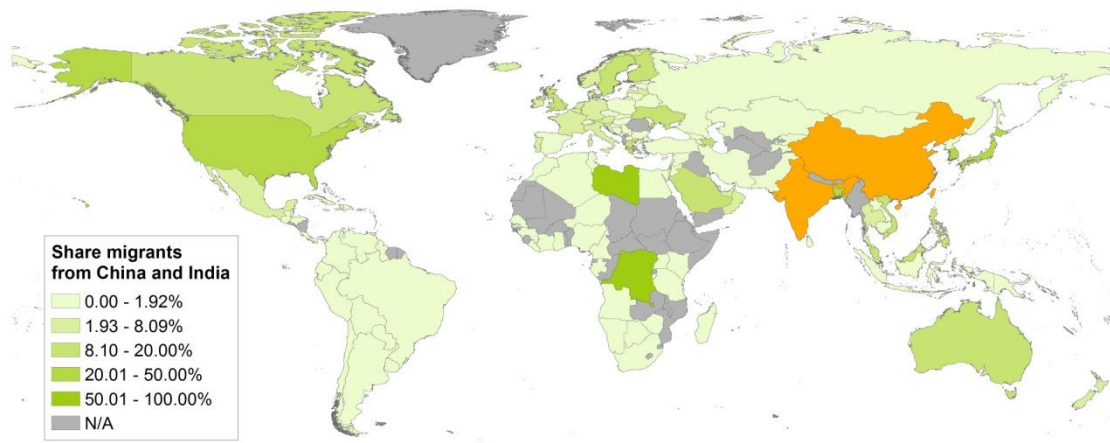 Share migrants
from China and India
0.00 - 1.92%
1.93 - 8.09%
8.10 - 20.00%
20.01 - 50.00%
50.01 - 100.00%
N/A